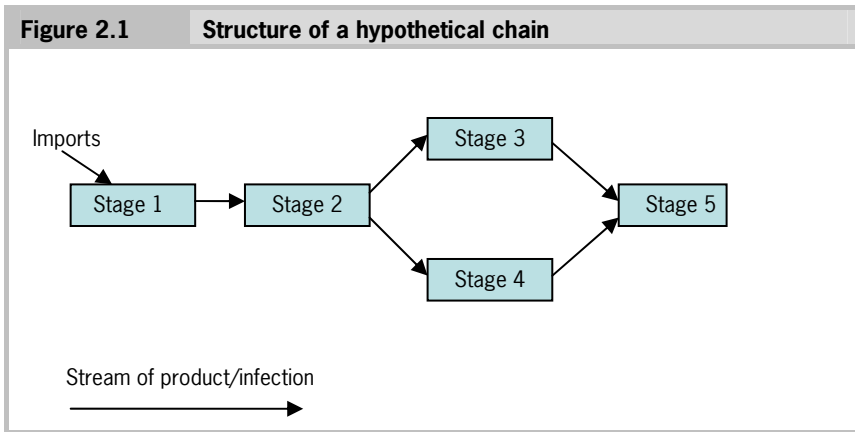 Figure 2.1 Structure of a hypothetical chain
Imports
Stage 3
Stage 1
Stage 2
Stage 5
Stage 4
Stream of product/infection